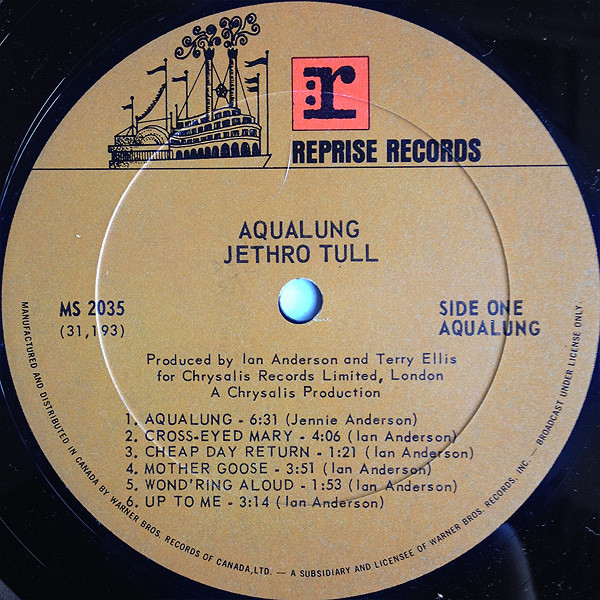 r:
REPRISE RECORDS
AQUALUNG
JETHRO TULL
MS 2035
(31,193)
SIDE ONE
AQUALUNG
Produced by Ian Anderson and Terry Ellis
for Chrysalis Records Limited, London
A Chrysalis Production
1. AQUALUNG - 6:31 (Jennie Anderson)
2. CROSS-EYED MARY - 4:06 (Ian Anderson)
3. CHEAP DAY RETURN - 1:21 (Ian Anderson)
4. MOTHER GOOSE - 3:51 (Ian Anderson)
5. WOND'RING ALOUD - 1:53 (Ian Anderson)
6. UP TO ME - 3:14 (Ian Anderson)
MANUFACTURED AND DISTRIBUTED IN CANADA BY WARNER BROS. RECORDS OF CANADA, LTD. — A SUBSIDIARY AND LICENSEE OF WARNER BROS. RECORDS, INC. — BROADCAST UNDER LICENSE ONLY.